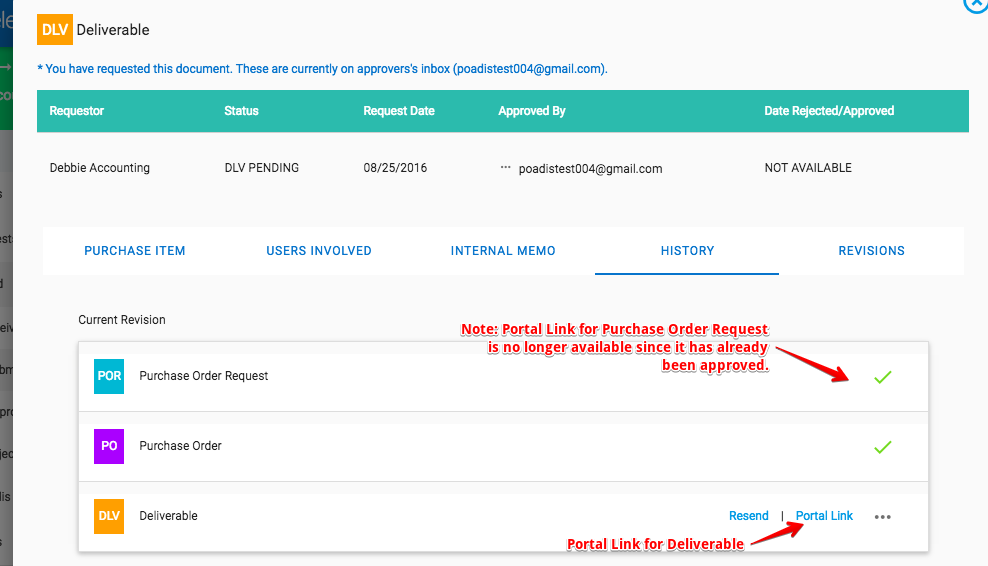 DLV Deliverable
* You have requested this document. These are currently on approvers's inbox (poadistest004@gmail.com).
Requestor Status Request Date Approved By Date Rejected/Approved
Debbie Accounting DLV PENDING 08/25/2016 ··· poadistest004@gmail.com NOT AVAILABLE
PURCHASE ITEM USERS INVOLVED INTERNAL MEMO HISTORY REVISIONS
Current Revision
Note: Portal Link for Purchase Order Request
is no longer available since it has already
been approved.
POR Purchase Order Request
PO Purchase Order
DLV Deliverable Resend | Portal Link
Portal Link for Deliverable